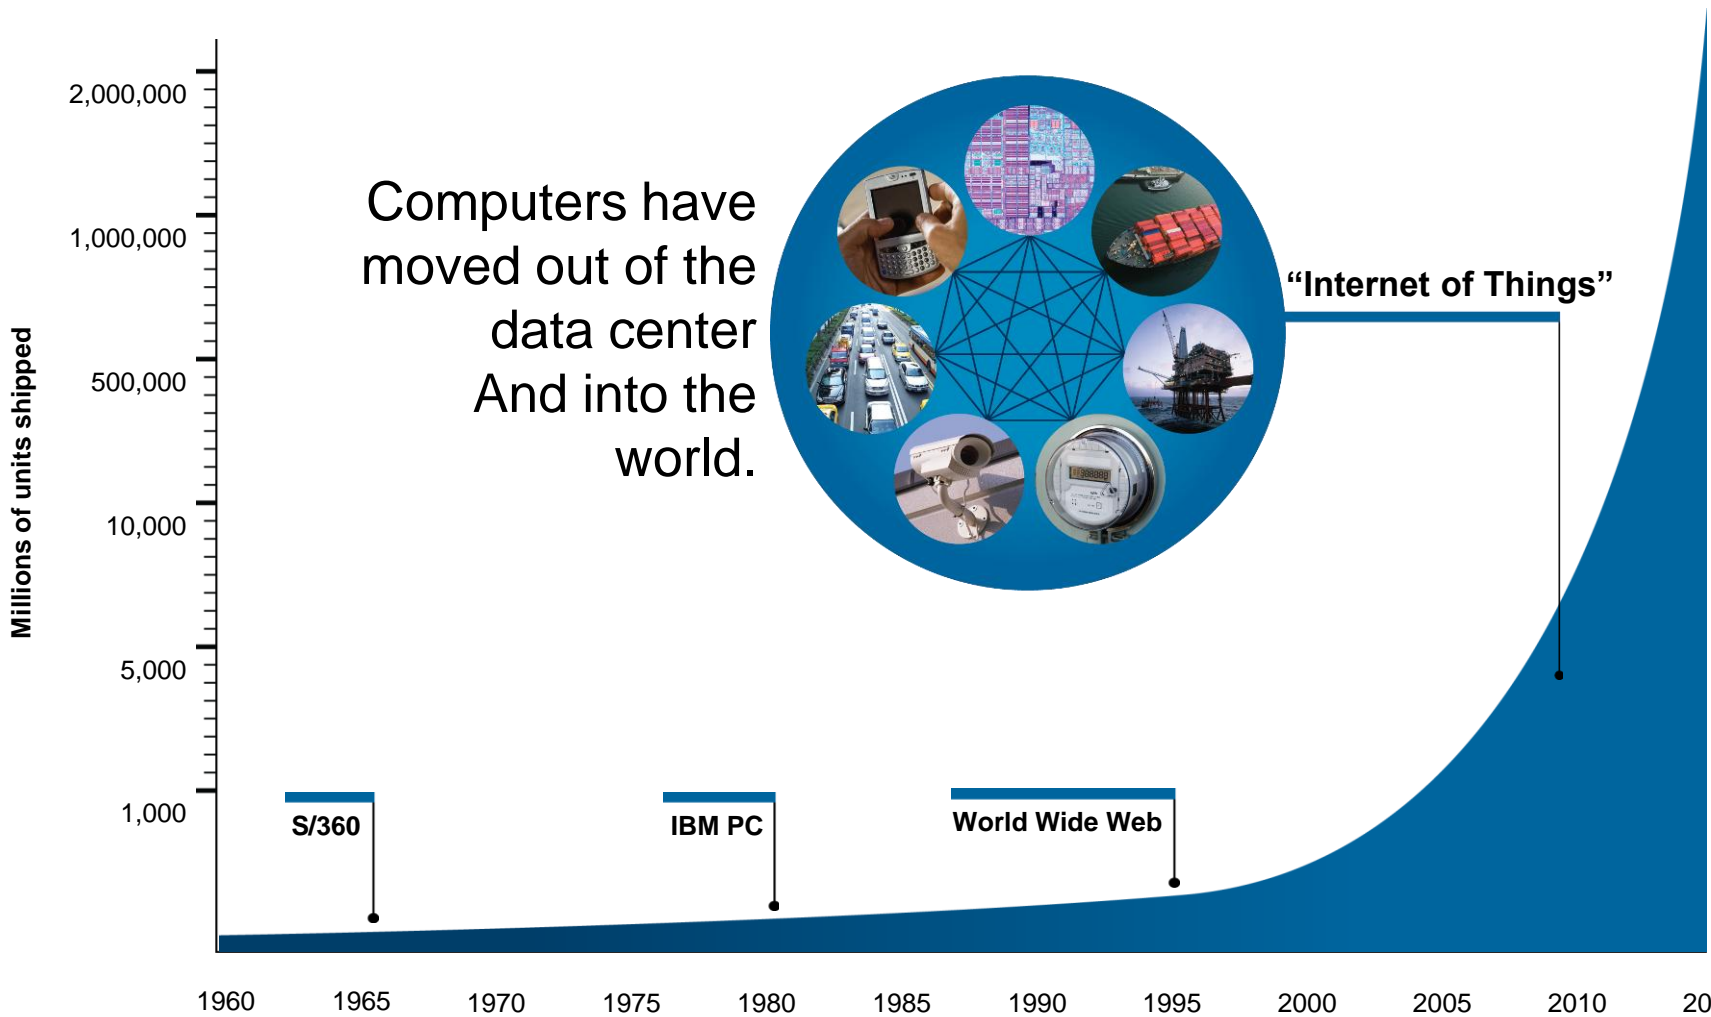 2,000,000
1,000,000
500,000
10,000
5,000
1,000
Millions of units shipped
Computers have
moved out of the
data center
And into the
world.
“Internet of Things”
S/360
IBM PC
World Wide Web
1960 1965 1970 1975 1980 1985 1990 1995 2000 2005 2010 20